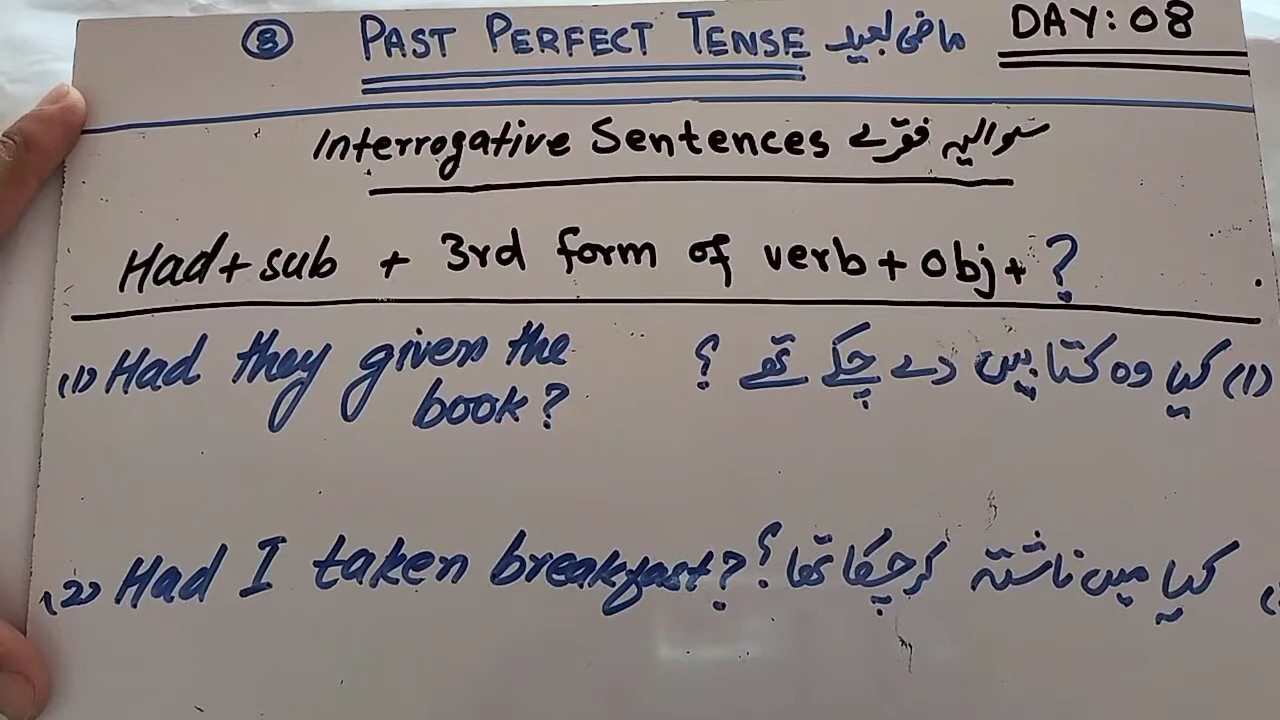 ⑧ PAST PERFECT TENSE ماضی بعید DAY: 08
Interrogative Sentences سوالیہ فقرے
Had + sub + 3rd form of verb + obj + ?
(1) Had they given the book?
(1) کیا وہ کتابیں دے چکے تھے ؟
(2) Had I taken breakfast?
کیا میں ناشتہ کر چکا تھا ؟